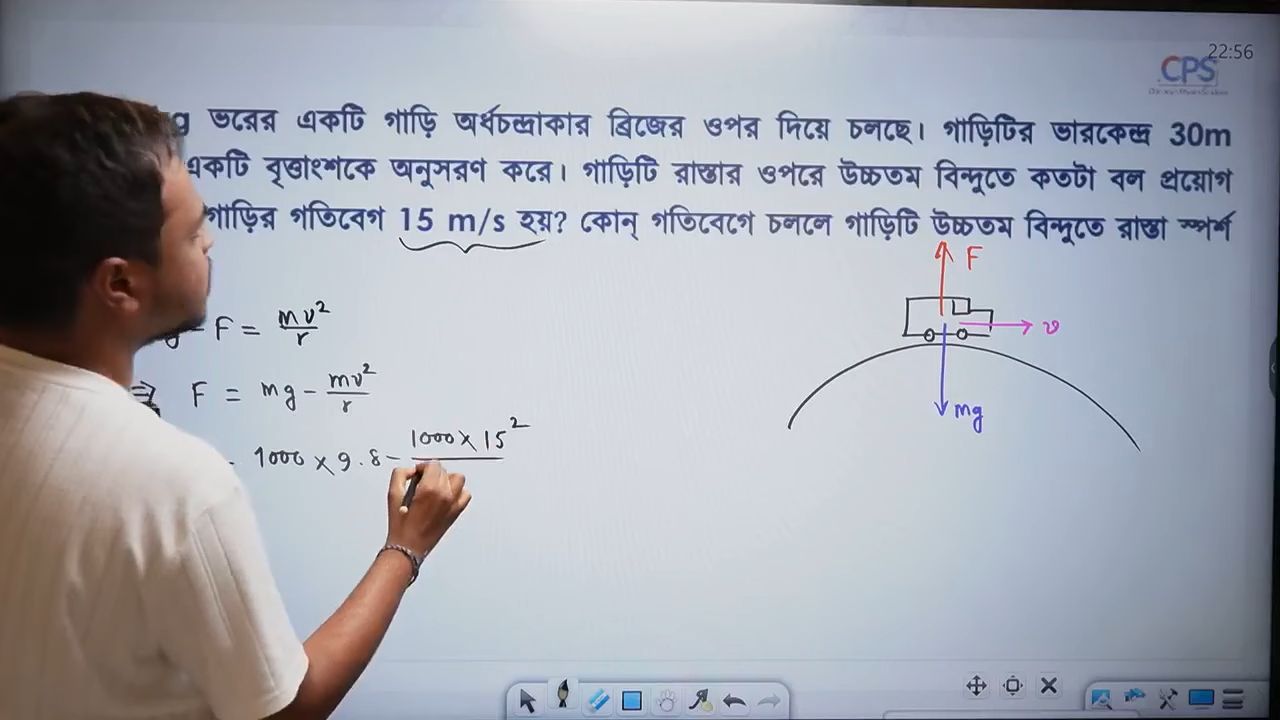 22:56
CPS
ভরের একটি গাড়ি অর্ধচন্দ্রাকার ব্রিজের ওপর দিয়ে চলছে। গাড়িটির ভারকেন্দ্র 30m
একটি বৃত্তাংশকে অনুসরণ করে। গাড়িটি রাস্তার ওপরে উচ্চতম বিন্দুতে কতটা বল প্রয়োগ
গাড়ির গতিবেগ 15 m/s হয়? কোন্ গতিবেগে চললে গাড়িটি উচ্চতম বিন্দুতে রাস্তা স্পর্শ
F
v
mg
- F = mv²/r
⇒ F = mg - mv²/r
1000 × 9.8 - 1000 × 15²